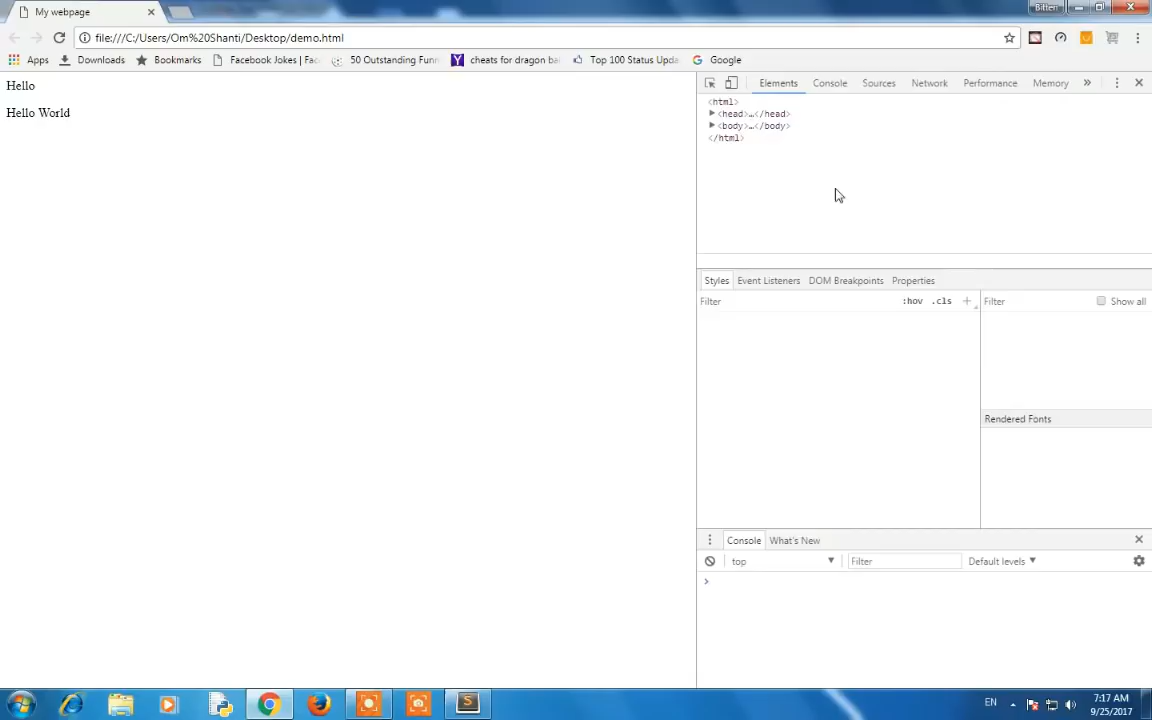 My webpage
Bitten
file:///C:/Users/Om%20Shanti/Desktop/demo.html
Apps Downloads Bookmarks Facebook Jokes | Fac 50 Outstanding Funn cheats for dragon ba Top 100 Status Upda Google
Hello
Hello World
Elements Console Sources Network Performance Memory »
<html>
<head>…</head>
<body>…</body>
</html>
Styles Event Listeners DOM Breakpoints Properties
Filter :hov .cls + Filter Show all
Rendered Fonts
Console What's New
top Filter Default levels
>
EN
7:17 AM
9/25/2017